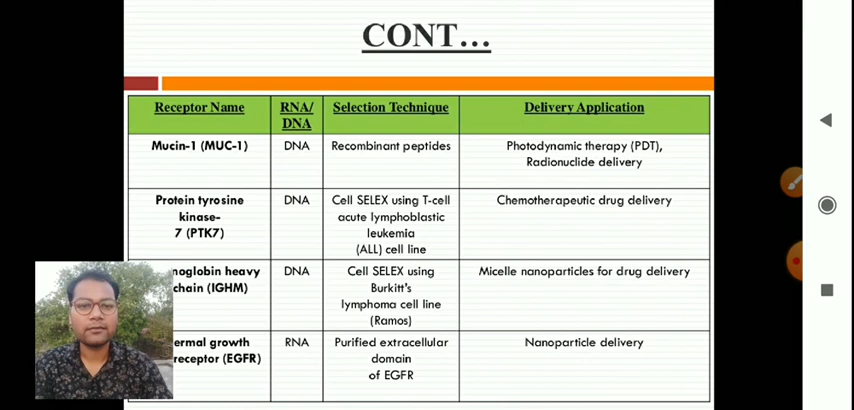 CONT…
Receptor Name
RNA/
DNA
Selection Technique
Delivery Application
Mucin-1 (MUC-1)
DNA
Recombinant peptides
Photodynamic therapy (PDT),
Radionuclide delivery
Protein tyrosine
kinase-
7 (PTK7)
DNA
Cell SELEX using T-cell
acute lymphoblastic
leukemia
(ALL) cell line
Chemotherapeutic drug delivery
noglobin heavy
chain (IGHM)
DNA
Cell SELEX using
Burkitt's
lymphoma cell line
(Ramos)
Micelle nanoparticles for drug delivery
ermal growth
receptor (EGFR)
RNA
Purified extracellular
domain
of EGFR
Nanoparticle delivery